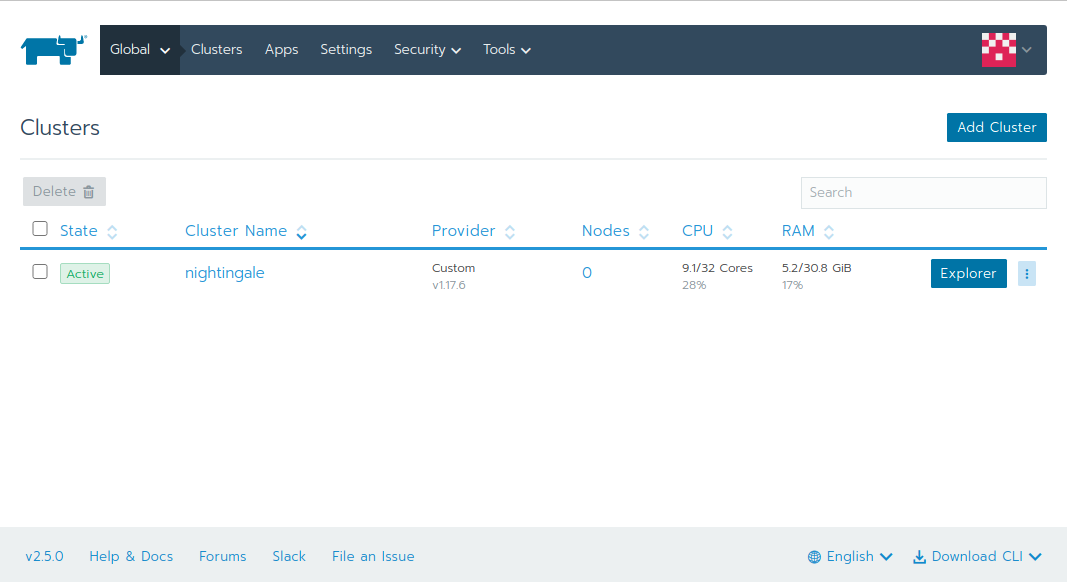 Global Clusters Apps Settings Security Tools
Clusters
Add Cluster
Delete
Search
State Cluster Name Provider Nodes CPU RAM
Active nightingale Custom 0 9.1/32 Cores 5.2/30.8 GiB Explorer
v1.17.6 28% 17%
v2.5.0 Help & Docs Forums Slack File an Issue English Download CLI